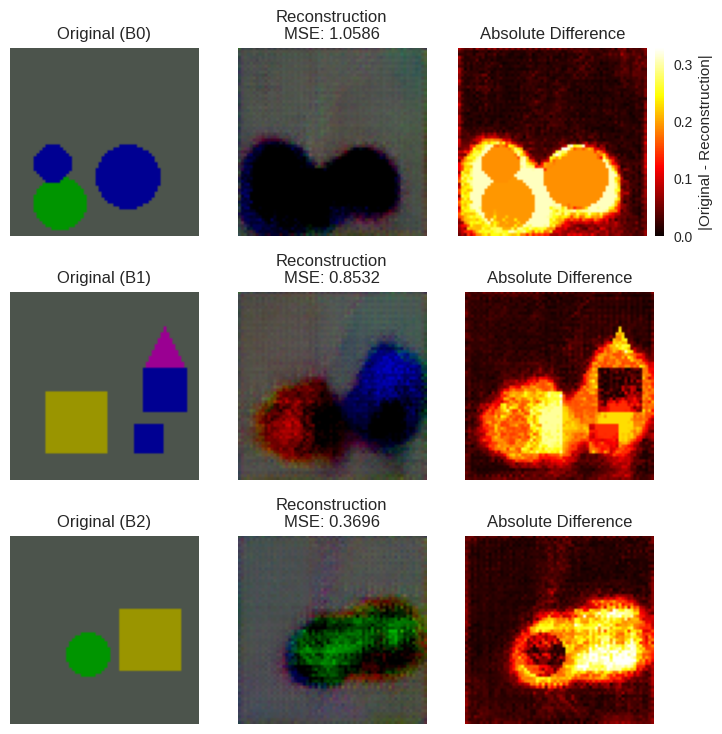 Original (B0)
Reconstruction
MSE: 1.0586
Absolute Difference
0.3
0.2
0.1
0.0
|Original - Reconstruction|
Original (B1)
Reconstruction
MSE: 0.8532
Absolute Difference
Original (B2)
Reconstruction
MSE: 0.3696
Absolute Difference